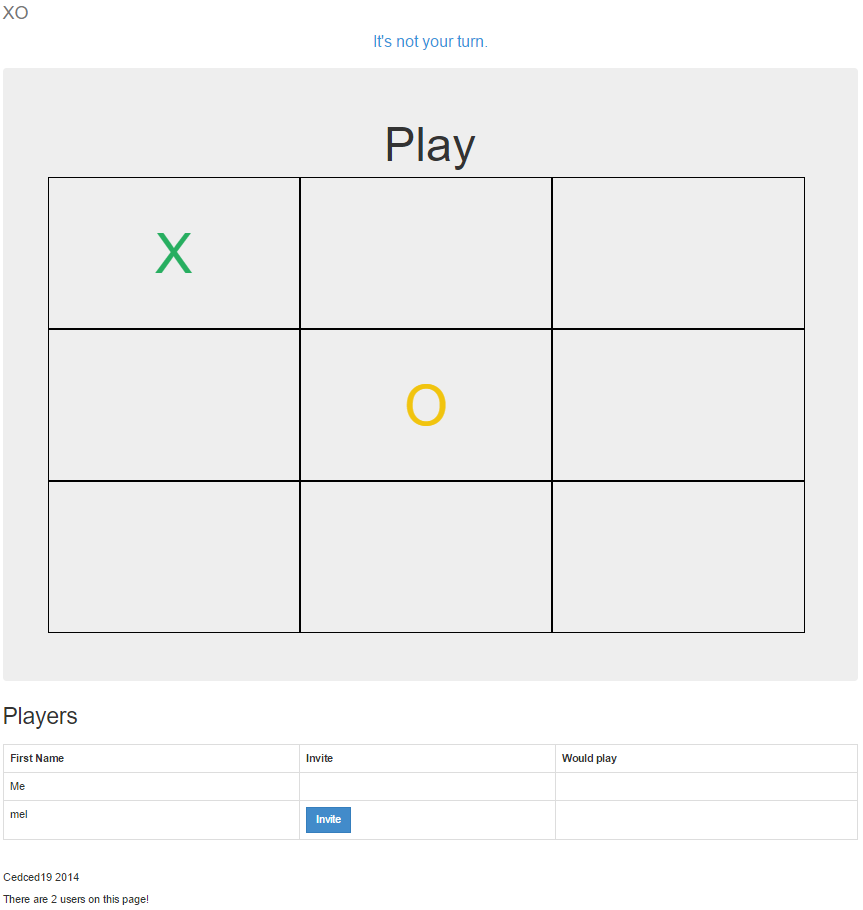 XO
It's not your turn.
Play
X
O
Players
First Name Invite Would play
Me
mel Invite
Cedced19 2014
There are 2 users on this page!